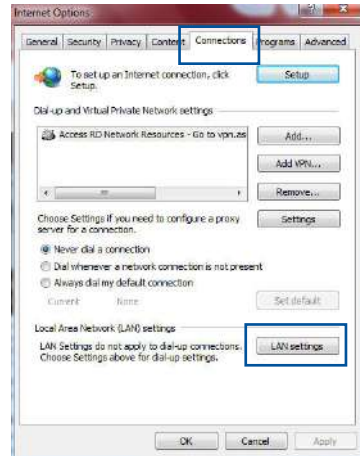 Internet Options
General Security Privacy Content Connections Programs Advanced
To set up an Internet connection, click
Setup.
Setup
Dial-up and Virtual Private Network settings
Access RD Network Resources - Go to vpn.as
Add...
Add VPN...
Remove...
Choose Settings if you need to configure a proxy
server for a connection.
Settings
Never dial a connection
Dial whenever a network connection is not present
Always dial my default connection
Current None
Set default
Local Area Network (LAN) settings
LAN Settings do not apply to dial-up connections.
Choose Settings above for dial-up settings.
LAN settings
OK Cancel Apply